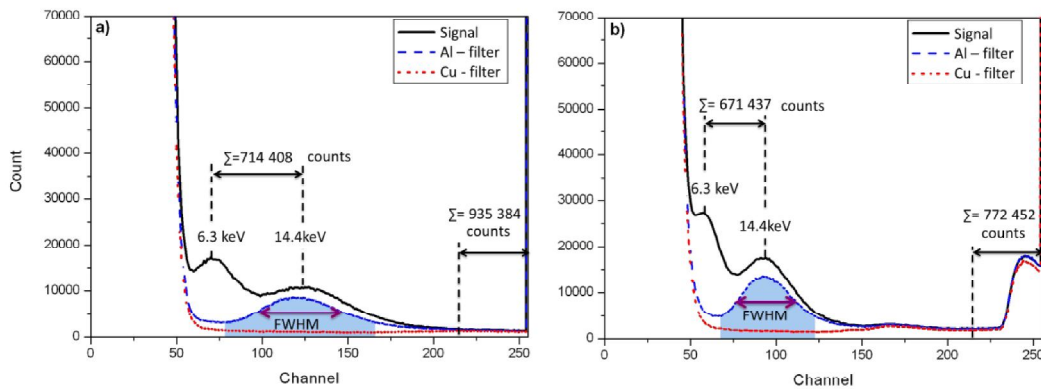 a)
Signal
Al – filter
Cu - filter
∑=714 408 counts
6.3 keV
14.4keV
∑= 935 384
counts
FWHM
Count
70000
60000
50000
40000
30000
20000
10000
0
0 50 100 150 200 250
Channel
b)
Signal
Al – filter
Cu - filter
∑= 671 437 counts
6.3 keV
14.4keV
∑= 772 452
counts
FWHM
70000
60000
50000
40000
30000
20000
10000
0
0 50 100 150 200 250
Channel